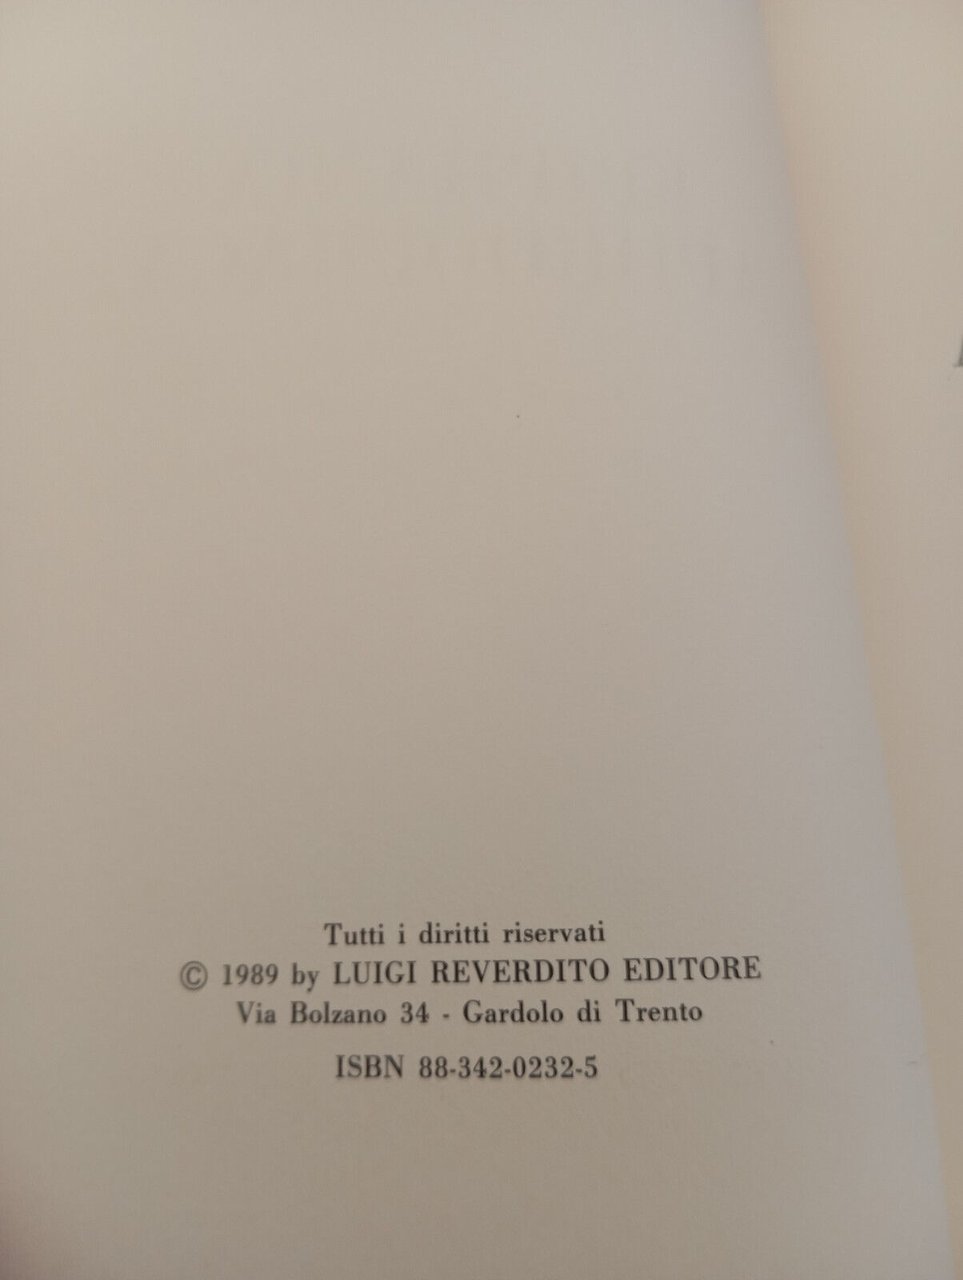 Tutti i diritti riservati
© 1989 by LUIGI REVERDITO EDITORE
Via Bolzano 34 - Gardolo di Trento
ISBN 88-342-0232-5